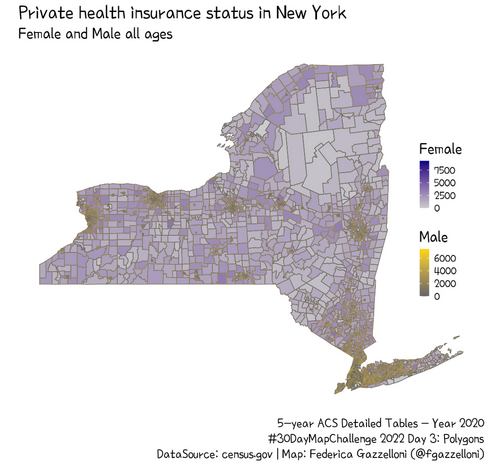 Private health insurance status in New York
Female and Male all ages
Female
7500
5000
2500
0
Male
6000
4000
2000
0
5-year ACS Detailed Tables - Year 2020
#30DayMapChallenge 2022 Day 3: Polygons
DataSource: census.gov | Map: Federica Gazzelloni (@fgazzelloni)